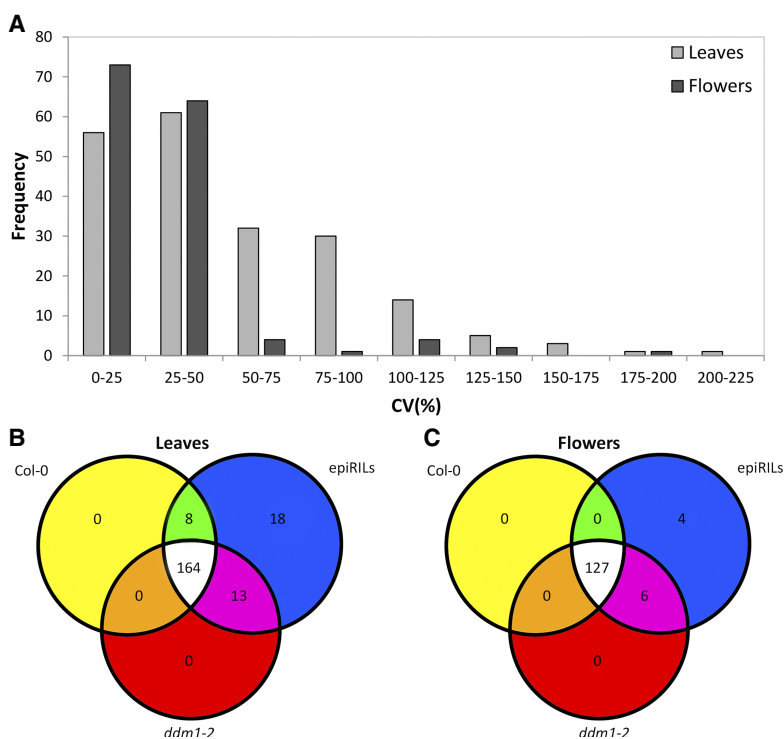 A
80
70
60
50
40
30
20
10
0
Frequency
Leaves
Flowers
0-25 25-50 50-75 75-100 100-125 125-150 150-175 175-200 200-225
CV(%)
B
Leaves
Col-0
epiRILs
0
8
18
164
0
13
0
ddm1-2
C
Flowers
Col-0
epiRILs
0
0
4
127
0
6
0
ddm1-2